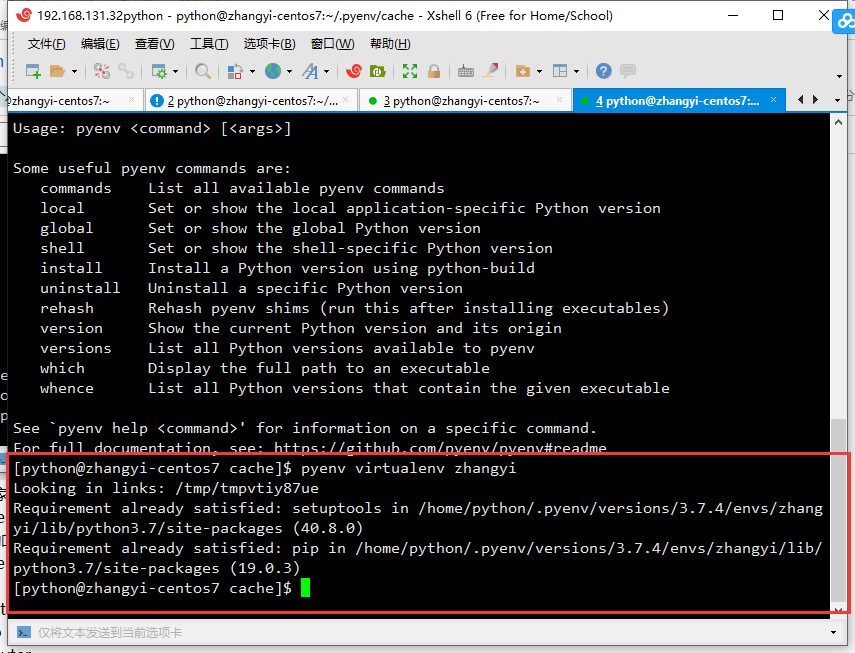 192.168.131.32python - python@zhangyi-centos7:~/.pyenv/cache - Xshell 6 (Free for Home/School)
文件(F) 编辑(E) 查看(V) 工具(T) 选项卡(B) 窗口(W) 帮助(H)
zhangyi-centos7:~ × 2 python@zhangyi-centos7:~/... × 3 python@zhangyi-centos7:~ × 4 python@zhangyi-centos7:... ×
Usage: pyenv <command> [<args>]
Some useful pyenv commands are:
commands List all available pyenv commands
local Set or show the local application-specific Python version
global Set or show the global Python version
shell Set or show the shell-specific Python version
install Install a Python version using python-build
uninstall Uninstall a specific Python version
rehash Rehash pyenv shims (run this after installing executables)
version Show the current Python version and its origin
versions List all Python versions available to pyenv
which Display the full path to an executable
whence List all Python versions that contain the given executable
See `pyenv help <command>' for information on a specific command.
For full documentation, see: https://github.com/pyenv/pyenv#readme
[python@zhangyi-centos7 cache]$ pyenv virtualenv zhangyi
Looking in links: /tmp/tmpvtiy87ue
Requirement already satisfied: setuptools in /home/python/.pyenv/versions/3.7.4/envs/zhang
yi/lib/python3.7/site-packages (40.8.0)
Requirement already satisfied: pip in /home/python/.pyenv/versions/3.7.4/envs/zhangyi/lib/
python3.7/site-packages (19.0.3)
[python@zhangyi-centos7 cache]$
仅将文本发送到当前选项卡